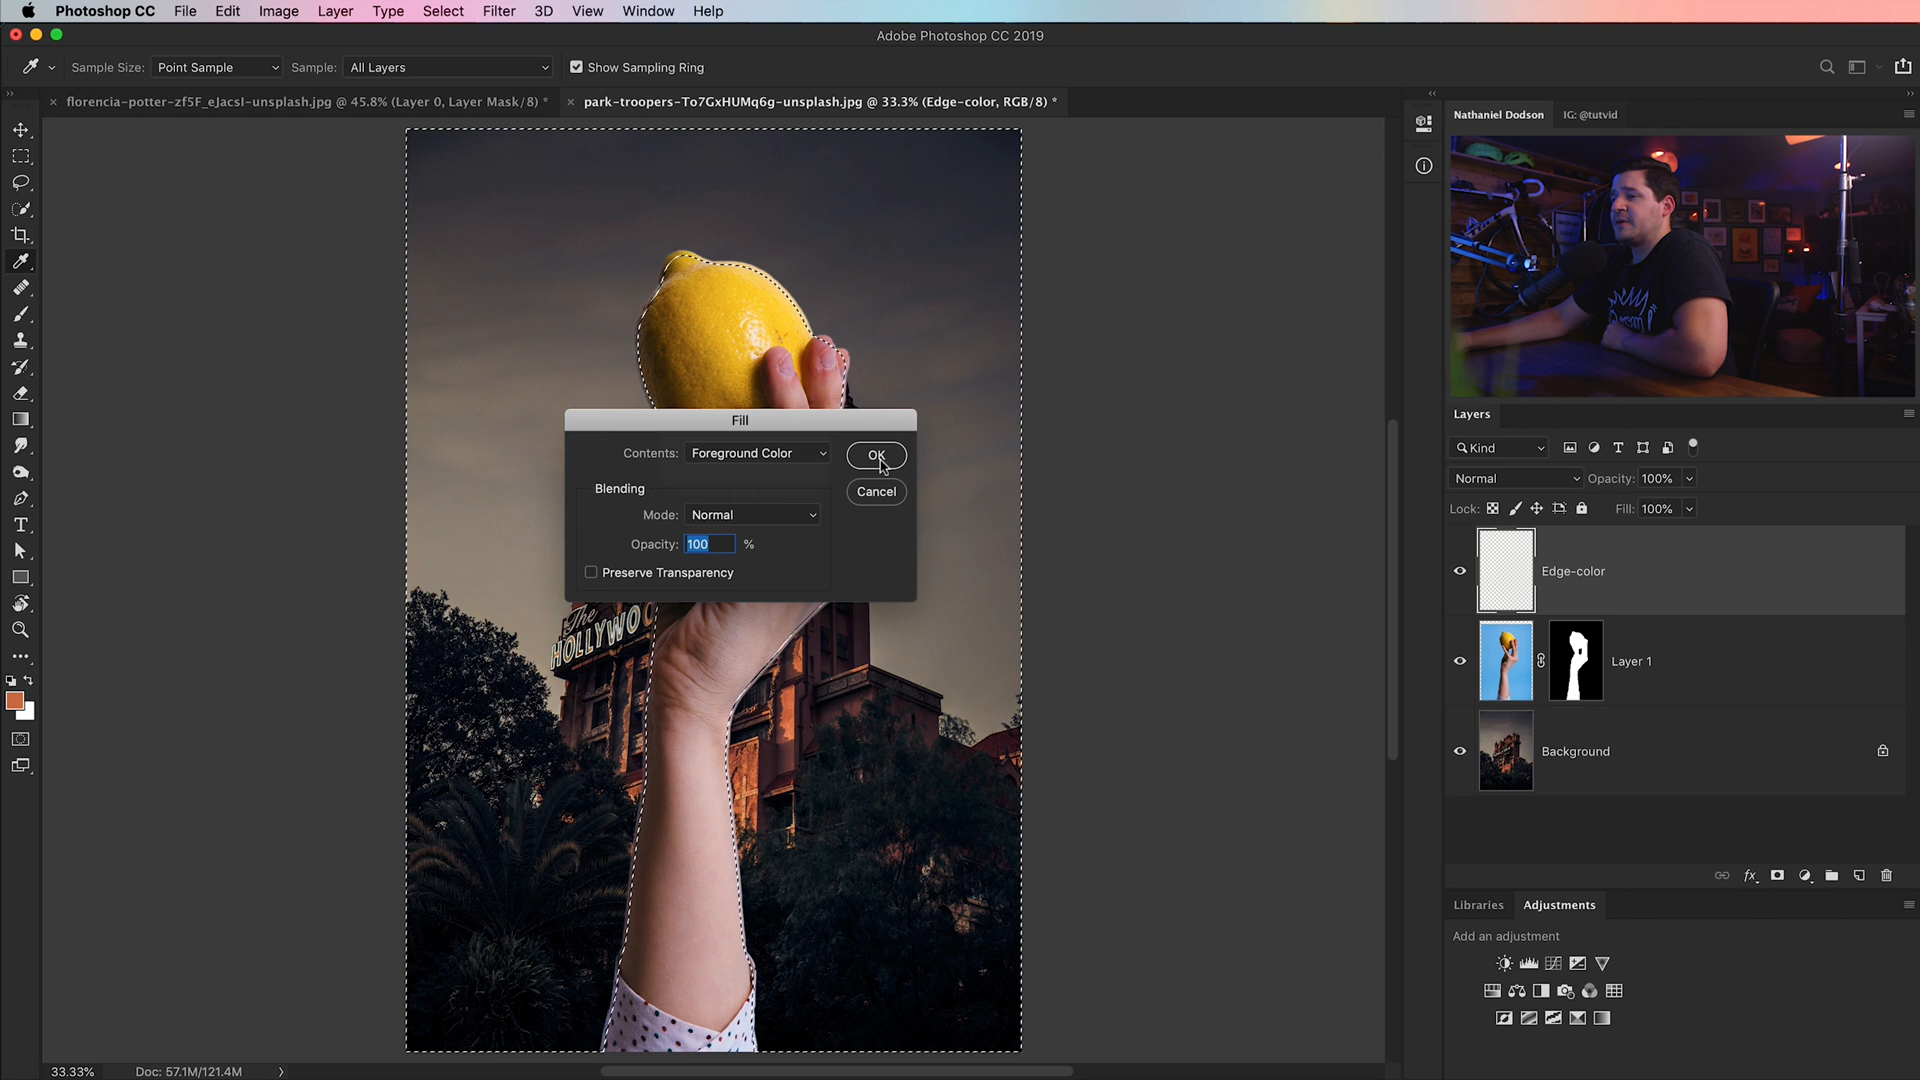 Photoshop CC File Edit Image Layer Type Select Filter 3D View Window Help
Adobe Photoshop CC 2019
Sample Size: Point Sample Sample: All Layers Show Sampling Ring
florencia-potter-zf5F_eJacsI-unsplash.jpg @ 45.8% (Layer 0, Layer Mask/8) *
park-troopers-To7GxHUMq6g-unsplash.jpg @ 33.3% (Edge-color, RGB/8) *
Nathaniel Dodson IG: @tutvid
Layers
Kind
Normal Opacity: 100%
Lock: Fill: 100%
Edge-color
Layer 1
Background
Fill
Contents: Foreground Color OK
Blending Cancel
Mode: Normal
Opacity: 100 %
Preserve Transparency
The
HOLLYWOO
Libraries Adjustments
Add an adjustment
33.33% Doc: 57.1M/121.4M